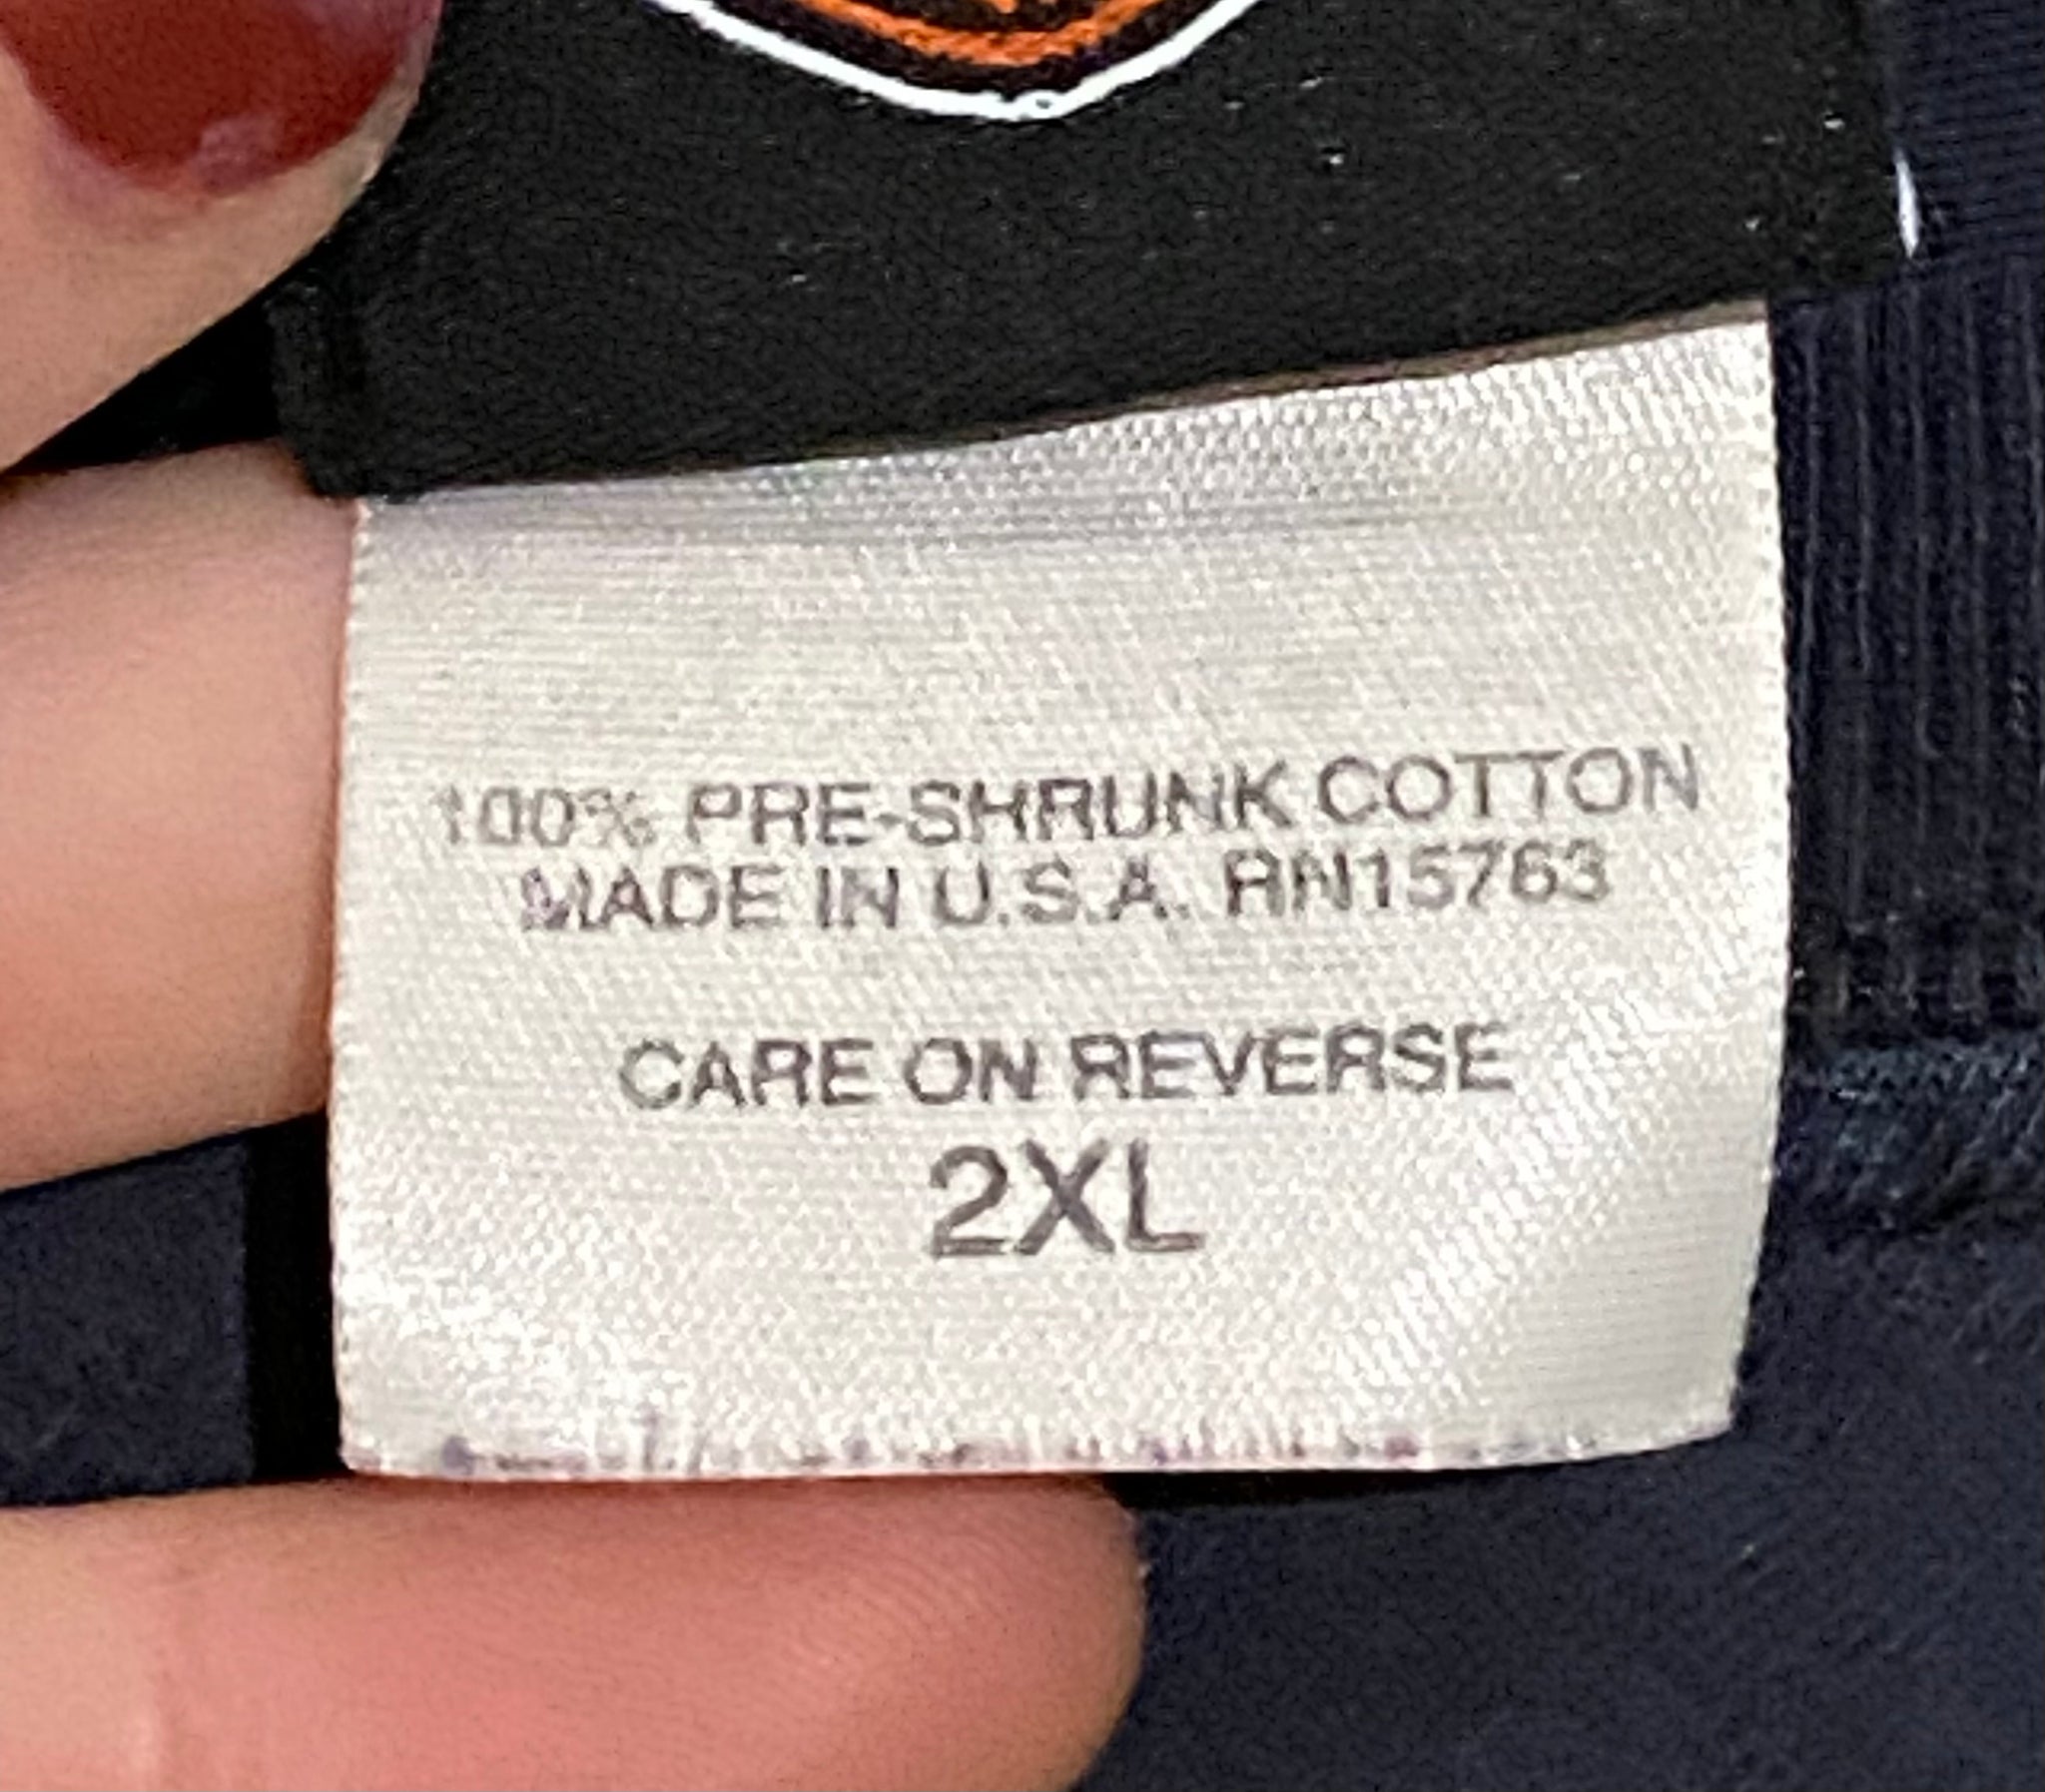 100% PRE-SHRUNK COTTON
MADE IN U.S.A. RN15763
CARE ON REVERSE
2XL